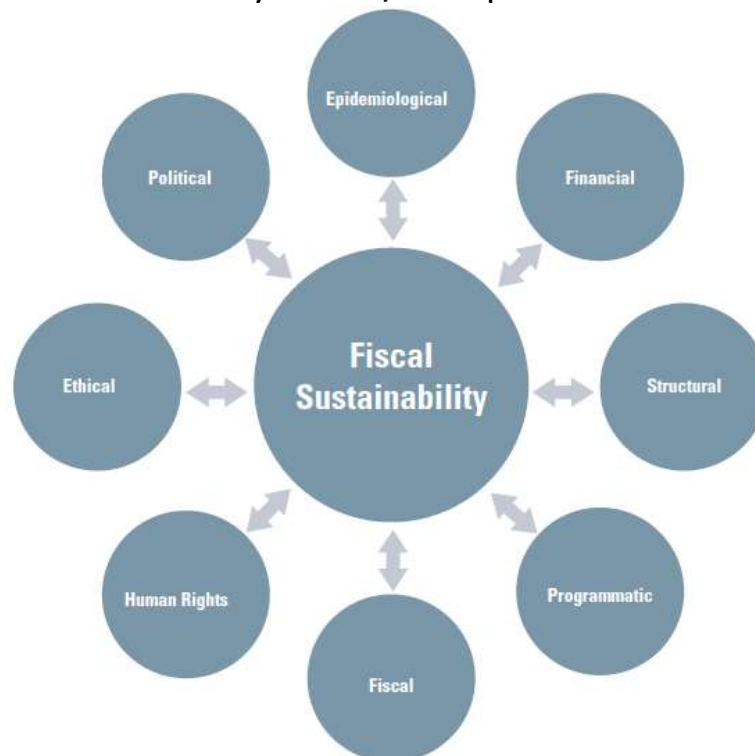 Epidemiological
Political
Financial
Fiscal
Sustainability
Ethical
Structural
Human Rights
Programmatic
Fiscal